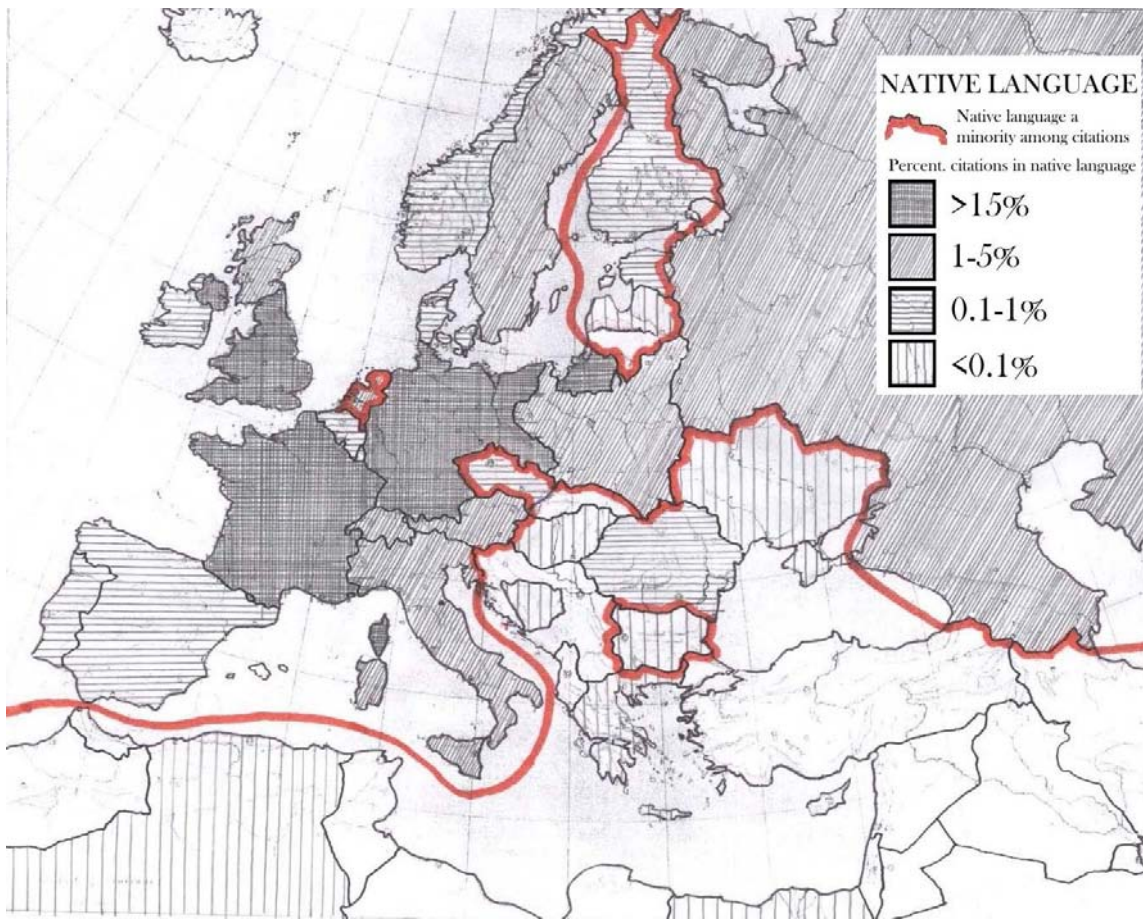 NATIVE LANGUAGE
Native language a
minority among citations
Percent. citations in native language
>15%
1-5%
0.1-1%
<0.1%